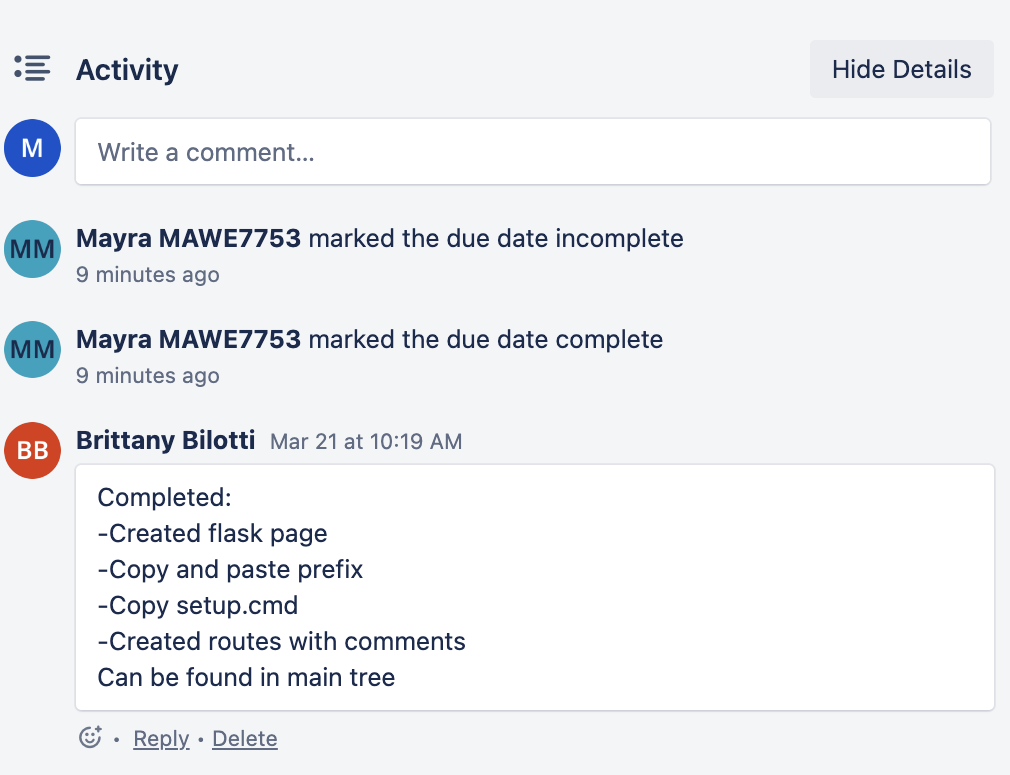 Activity
Hide Details
M
Write a comment...
MM
Mayra MAWE7753 marked the due date incomplete
9 minutes ago
MM
Mayra MAWE7753 marked the due date complete
9 minutes ago
BB
Brittany Bilotti Mar 21 at 10:19 AM
Completed:
-Created flask page
-Copy and paste prefix
-Copy setup.cmd
-Created routes with comments
Can be found in main tree
• Reply • Delete